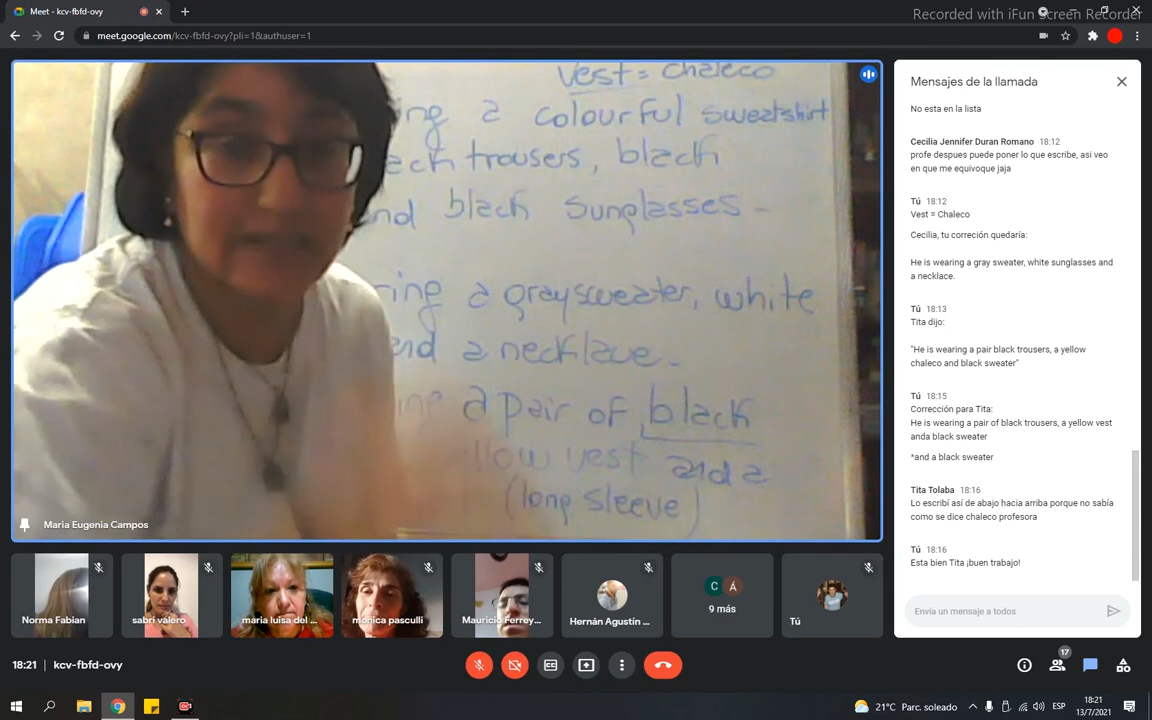 Meet - kcv-fbfd-ovy
Recorded with iFun Screen Recorder
meet.google.com/kcv-fbfd-ovy?pli=1&authuser=1
vest = chaleco
ing a colourful sweatshirt
ack trousers, black
and black sunglasses -
ring a gray sweater, white
and a necklace.
a pair of black
llow vest and a
(long sleeve)
Maria Eugenia Campos
Norma Fabian
sabri valero
maria luisa del ...
monica pasculli
Mauricio Ferrey...
Hernán Agustín ...
C Á
9 más
Tú
Mensajes de la llamada
No esta en la lista
Cecilia Jennifer Duran Romano 18:12
profe despues puede poner lo que escribe, asi veo
en que me equivoque jaja
Tú 18:12
Vest = Chaleco
Cecilia, tu correción quedaría:
He is wearing a gray sweater, white sunglasses and
a necklace.
Tú 18:13
Tita dijo:
"He is wearing a pair black trousers, a yellow
chaleco and black sweater"
Tú 18:15
Corrección para Tita:
He is wearing a pair of black trousers, a yellow vest
anda black sweater
*and a black sweater
Tita Tolaba 18:16
Lo escribí así de abajo hacia arriba porque no sabía
como se dice chaleco profesora
Tú 18:16
Esta bien Tita ¡buen trabajo!
Envía un mensaje a todos
18:21 | kcv-fbfd-ovy
17
21°C Parc. soleado
ESP
18:21
13/7/2021